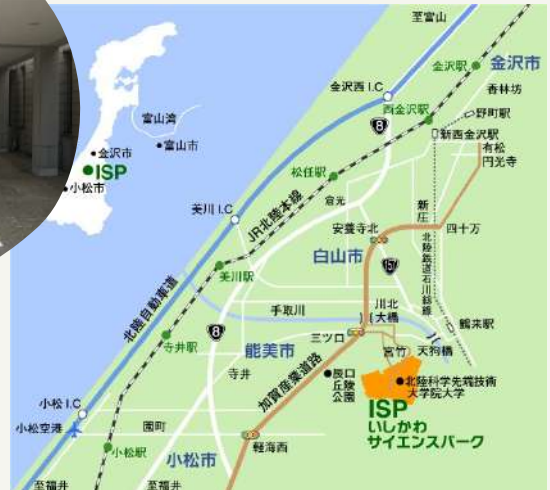 至富山
金沢駅
金沢市
香林坊
金沢西 I.C
西金沢駅
8
野町駅
新西金沢駅
有松
円光寺
富山湾
富山市
金沢市
ISP
小松市
松任駅
倉光
美川 I.C
JR北陸本線
安養寺北
新庄
四十万
白山市
157
北陸鉄道石川総線
美川駅
北陸自動車道
手取川
川北
大橋
鶴来駅
8
三ツ口
宮竹
天狗橋
能美市
寺井駅
寺井
加賀産業道路
辰口
丘陵
公園
北陸科学先端技術
大学院大学
ISP
いしかわ
サイエンスパーク
小松 I.C
小松空港
園町
軽海西
小松駅
小松市
至福井
至福井